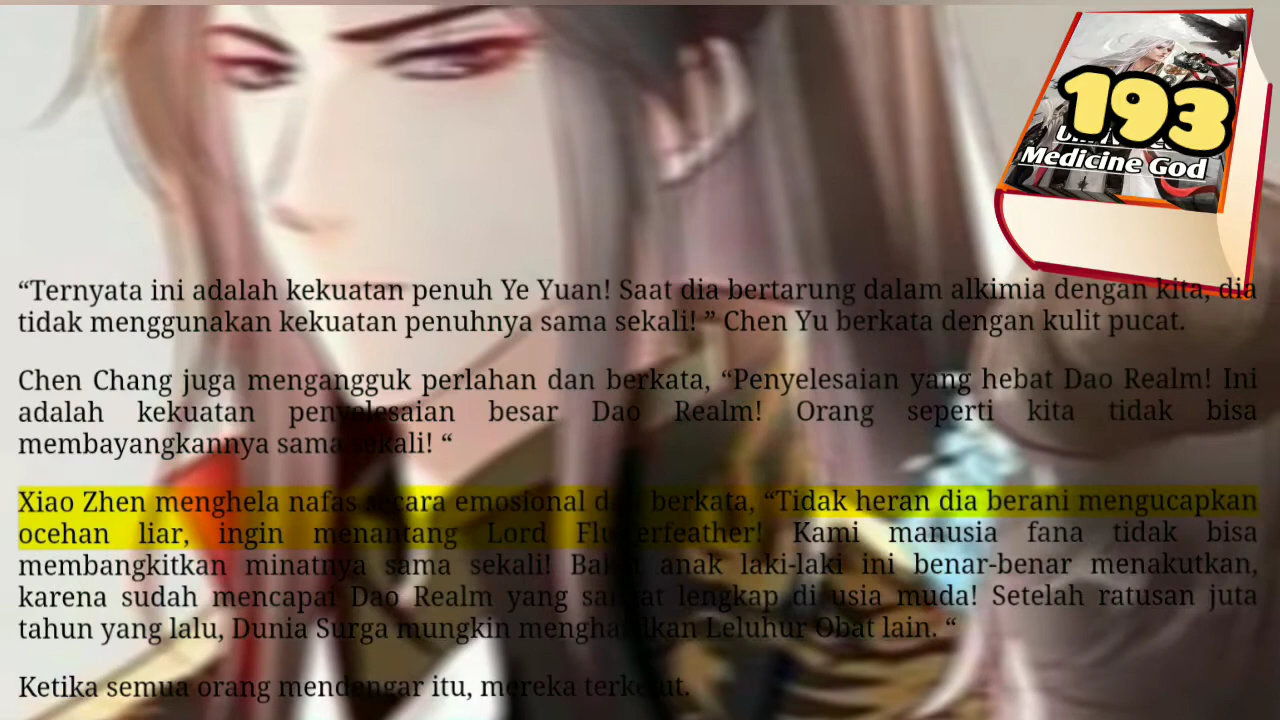 193
Medicine God
“Ternyata ini adalah kekuatan penuh Ye Yuan! Saat dia bertarung dalam alkimia dengan kita, dia
tidak menggunakan kekuatan penuhnya sama sekali! ” Chen Yu berkata dengan kulit pucat.
Chen Chang juga mengangguk perlahan dan berkata, “Penyelesaian yang hebat Dao Realm! Ini
adalah kekuatan penyelesaian besar Dao Realm! Orang seperti kita tidak bisa
membayangkannya sama sekali! “
Xiao Zhen menghela nafas secara emosional dan berkata, “Tidak heran dia berani mengucapkan
ocehan liar, ingin menantang Lord Flutterfeather! Kami manusia fana tidak bisa
membangkitkan minatnya sama sekali! Bakat anak laki-laki ini benar-benar menakutkan,
karena sudah mencapai Dao Realm yang sangat lengkap di usia muda! Setelah ratusan juta
tahun yang lalu, Dunia Surga mungkin menghasilkan Leluhur Obat lain. “
Ketika semua orang mendengar itu, mereka terkejut.